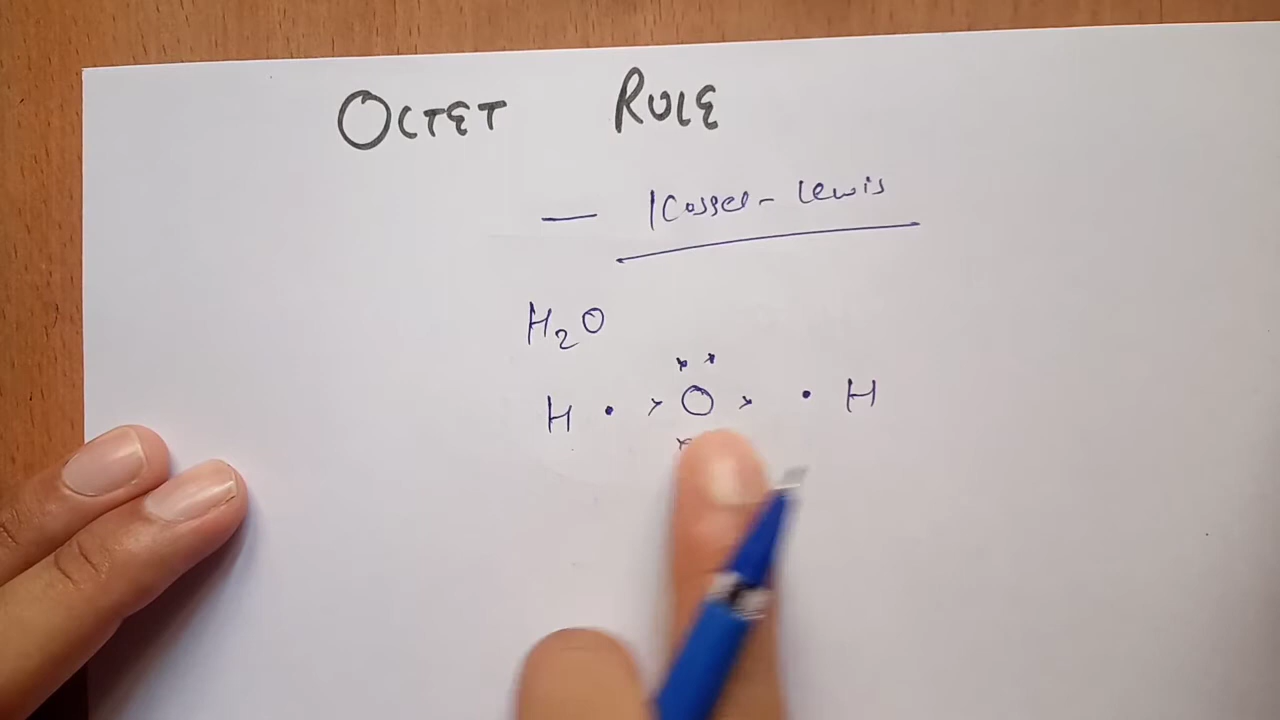 OCTET RULE
— Kossel-Lewis
H₂O
H • × O × • H